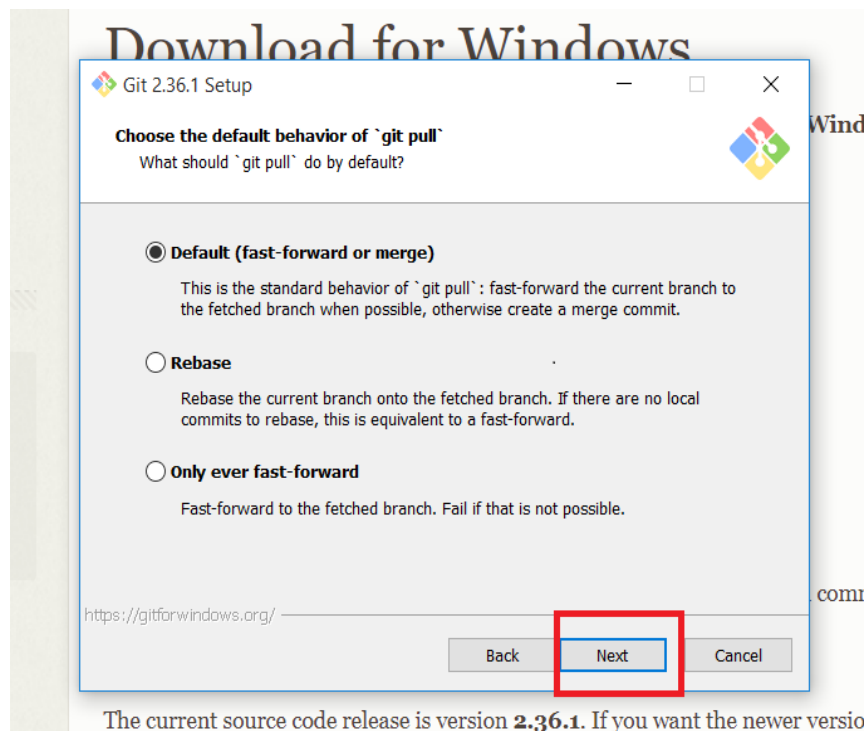 Download for Windows
Git 2.36.1 Setup
Choose the default behavior of `git pull`
What should `git pull` do by default?
Default (fast-forward or merge)
This is the standard behavior of `git pull`: fast-forward the current branch to
the fetched branch when possible, otherwise create a merge commit.
Rebase
Rebase the current branch onto the fetched branch. If there are no local
commits to rebase, this is equivalent to a fast-forward.
Only ever fast-forward
Fast-forward to the fetched branch. Fail if that is not possible.
https://gitforwindows.org/
Back Next Cancel
The current source code release is version 2.36.1. If you want the newer versio